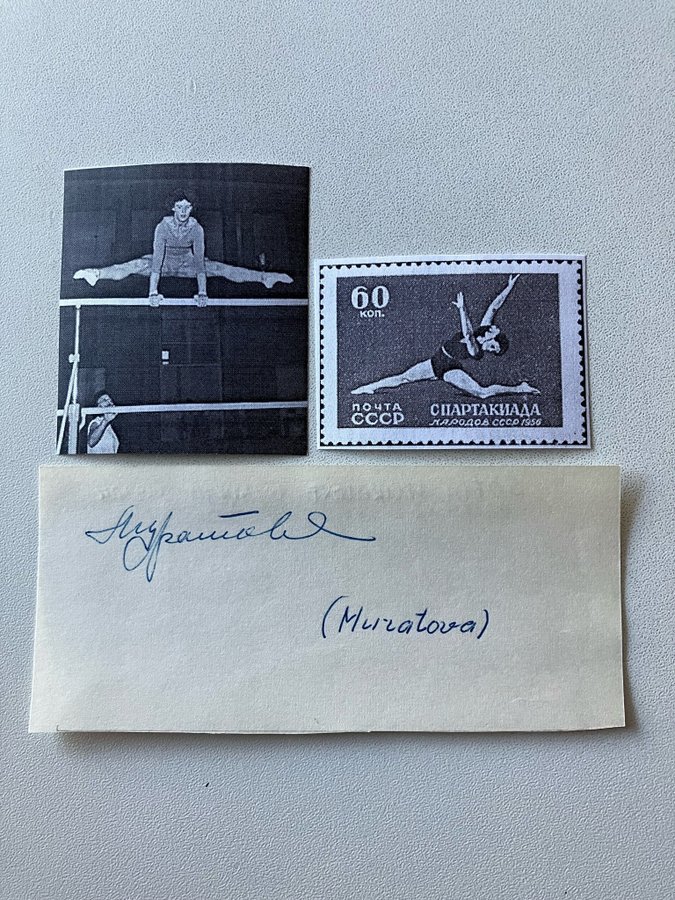 60
КОП.
ПОЧТА
СССР
СПАРТАКИАДА
НАРОДОВ СССР 1956
Муратова
(Muratova)